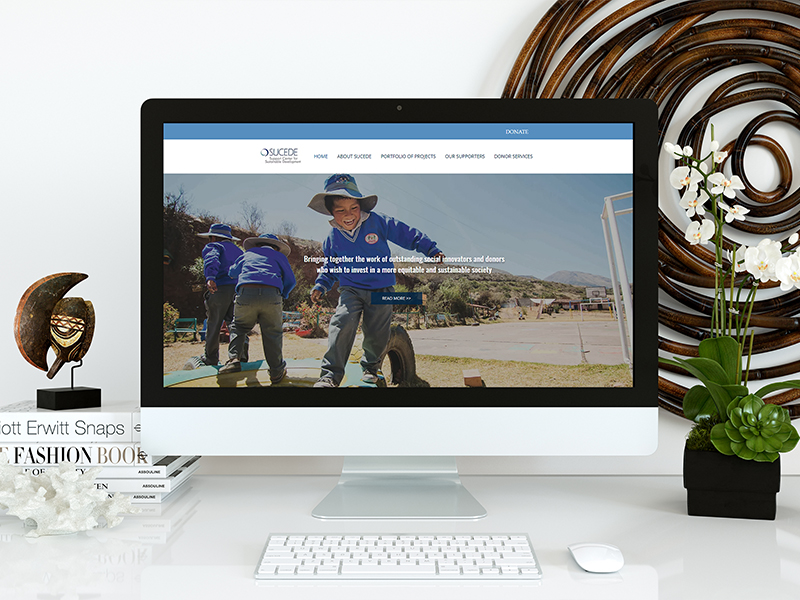 DONATE
SUCEDE
Support Center for
Sustainable Development
HOME ABOUT SUCEDE PORTFOLIO OF PROJECTS OUR SUPPORTERS DONOR SERVICES
Bringing together the work of outstanding social innovators and donors
who wish to invest in a more equitable and sustainable society
READ MORE >>
iott Erwitt Snaps
E FASHION BOOK
ASSOULINE
ASSOULINE
ASSOULINE